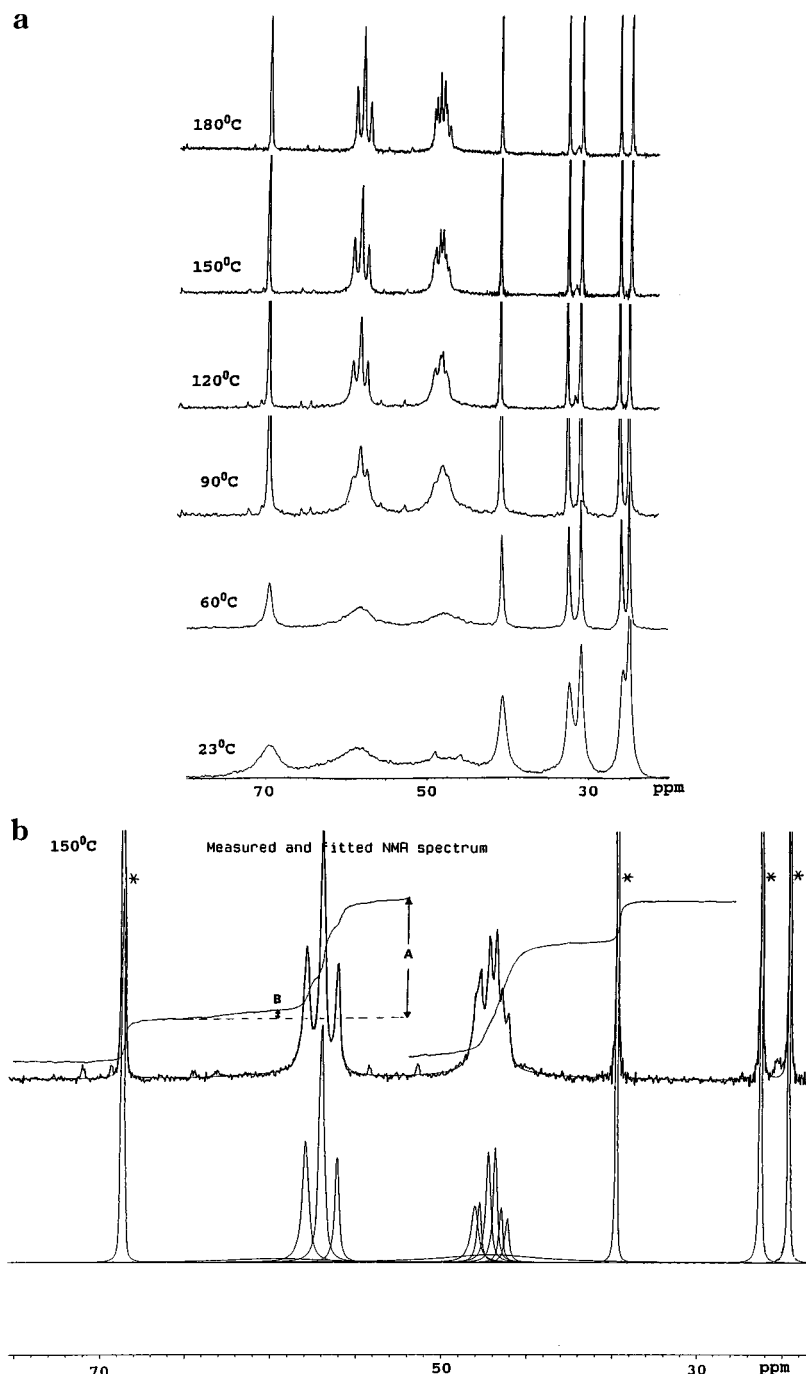 a
180⁰C
150⁰C
120⁰C
90⁰C
60⁰C
23⁰C
70 50 30 ppm
b
150⁰C Measured and fitted NMR spectrum
* * * *
B
A
70 50 30 ppm